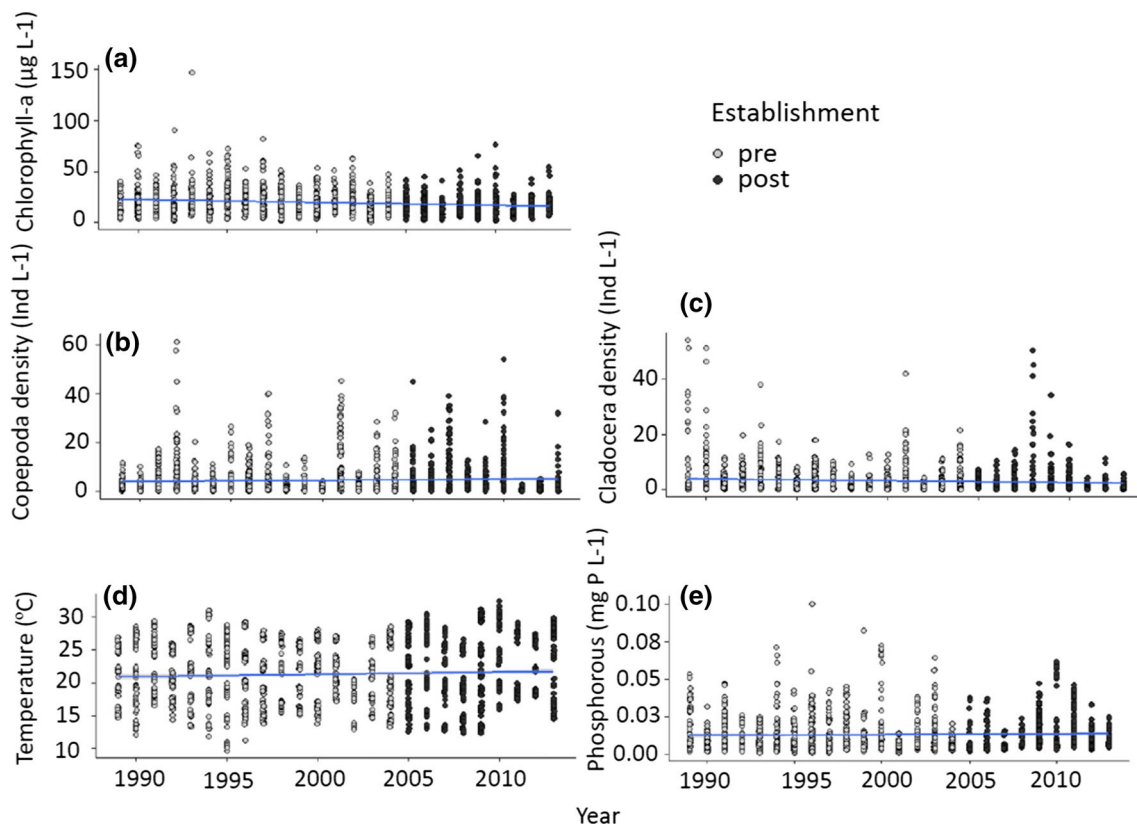 (a)
Chlorophyll-a (µg L-1)
150
100
50
0
Establishment
pre
post
(b)
Copepoda density (Ind L-1)
60
40
20
0
(c)
Cladocera density (Ind L-1)
40
20
0
(d)
Temperature (ºC)
30
25
20
15
10
1990 1995 2000 2005 2010
(e)
Phosphorous (mg P L-1)
0.10
0.08
0.05
0.03
0.00
1990 1995 2000 2005 2010
Year